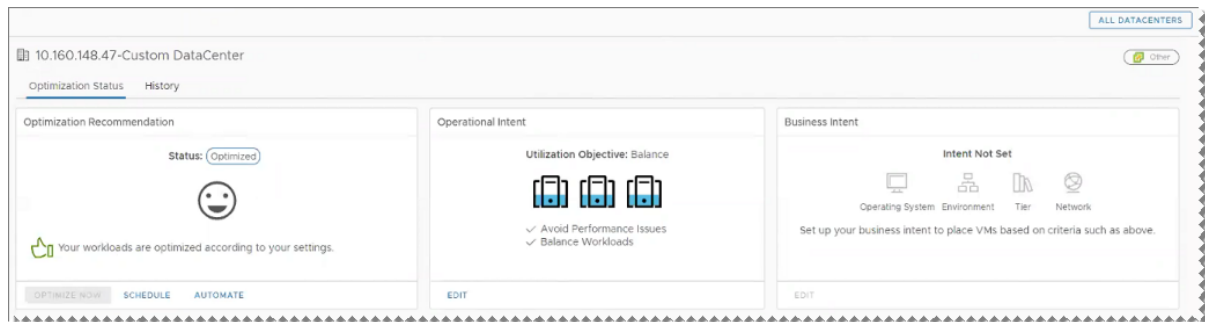 ALL DATACENTERS
10.160.148.47-Custom DataCenter
Other
Optimization Status History
Optimization Recommendation
Status: Optimized
Your workloads are optimized according to your settings.
OPTIMIZE NOW SCHEDULE AUTOMATE
Operational Intent
Utilization Objective: Balance
Avoid Performance Issues
Balance Workloads
EDIT
Business Intent
Intent Not Set
Operating System Environment Tier Network
Set up your business intent to place VMs based on criteria such as above.
EDIT